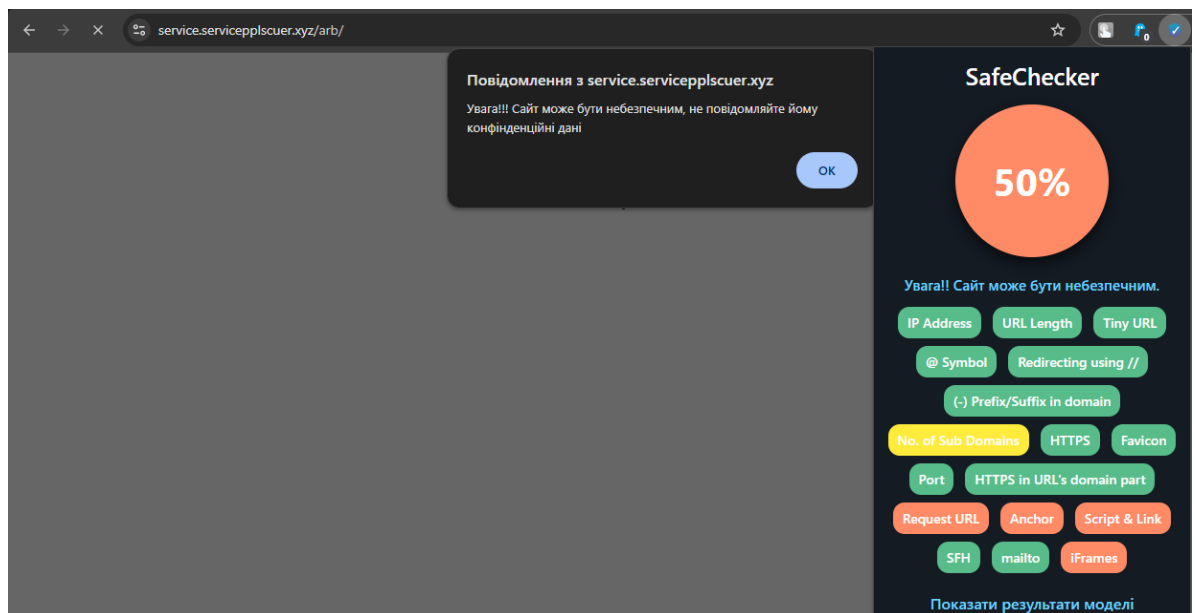 service.servicepplscuer.xyz/arb/
0
Повідомлення з service.servicepplscuer.xyz
Увага!!! Сайт може бути небезпечним, не повідомляйте йому
конфінденційні дані
ОК
SafeChecker
50%
Увага!! Сайт може бути небезпечним.
IP Address URL Length Tiny URL
@ Symbol Redirecting using //
(-) Prefix/Suffix in domain
No. of Sub Domains HTTPS Favicon
Port HTTPS in URL's domain part
Request URL Anchor Script & Link
SFH mailto iFrames
Показати результати моделі